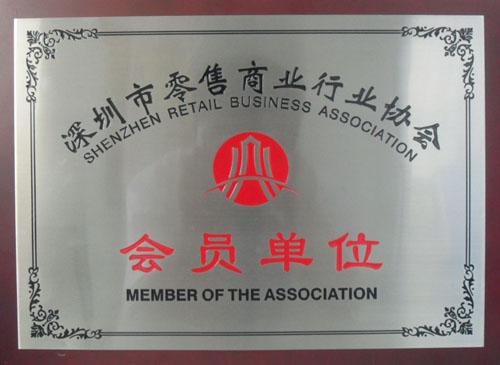 深圳市零售商业行业协会
SHENZHEN RETAIL BUSINESS ASSOCIATION
会员单位
MEMBER OF THE ASSOCIATION